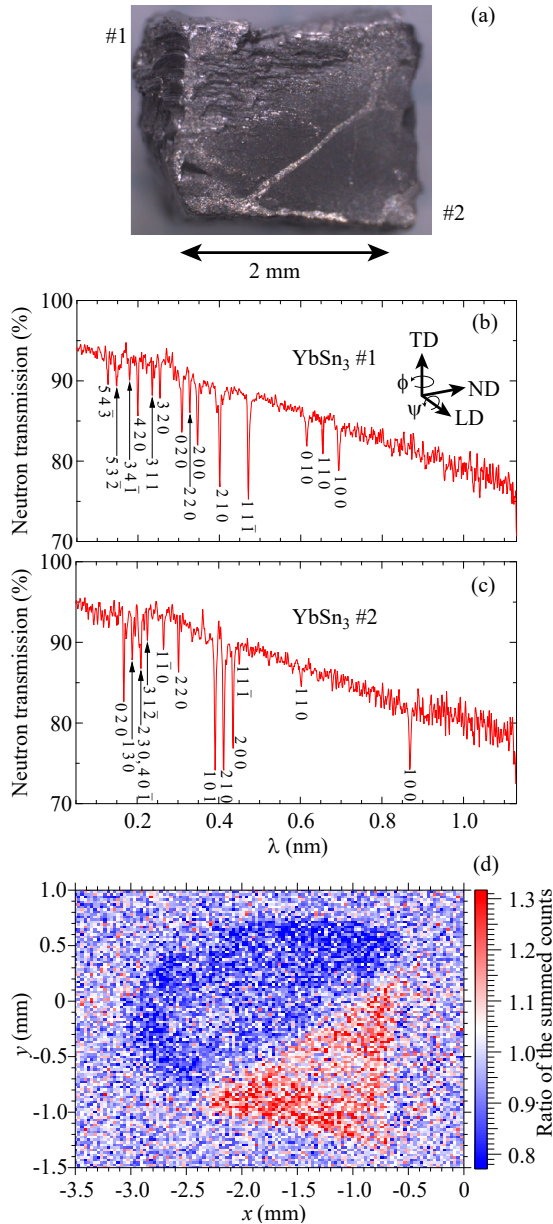 (a)
#1
#2
2 mm
(b)
100
90
80
70
Neutron transmission (%)
YbSn₃ #1
TD
ϕ
ND
ψ
LD
5 4 3̅
5 3 2̅
3 4 1̅
4 2 0
3 1 1
3 2 0
0 2 0
2 2 0
2 0 0
2 1 0
1 1 1̅
0 1 0
1 1 0
1 0 0
(c)
90
80
70
Neutron transmission (%)
YbSn₃ #2
0 2 0
1 3 0
2 3 0, 4 0 1̅
3 1 2̅
1 1̅ 0
2 2 0
1 0 1̅
2 1 0
2 0 0
1 1 1̅
1 1 0
1 0 0
0.2 0.4 0.6 0.8 1.0
λ (nm)
(d)
1.0
0.5
0
-0.5
-1.0
-1.5
y (mm)
-3.5 -3.0 -2.5 -2.0 -1.5 -1.0 -0.5 0
x (mm)
1.3
1.2
1.1
1.0
0.9
0.8
Ratio of the summed counts